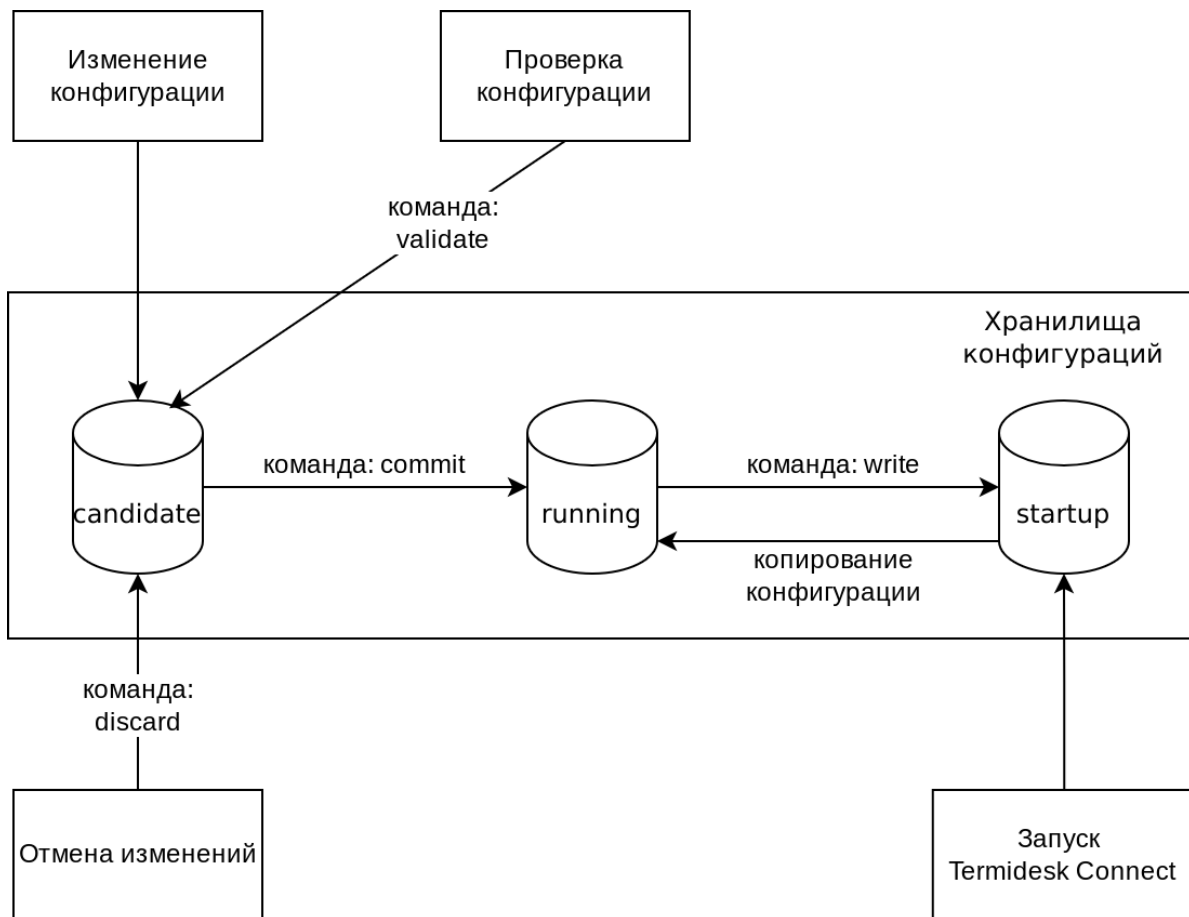 Изменение
конфигурации
Проверка
конфигурации
команда:
validate
Хранилища
конфигураций
candidate
команда: commit
running
команда: write
startup
копирование
конфигурации
команда:
discard
Отмена изменений
Запуск
Termidesk Connect